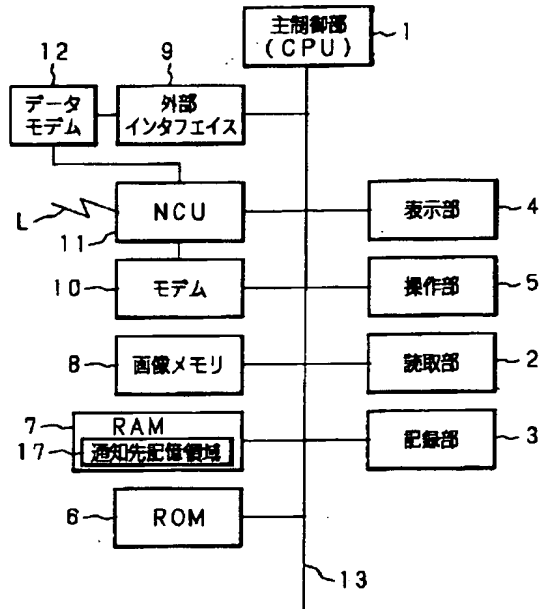 主制御部
(CPU)
1
12
9
データ
モデム
外部
インタフェイス
L
NCU
11
表示部
4
10
モデム
操作部
5
8
画像メモリ
読取部
2
7
RAM
17
通知先記憶領域
記録部
3
6
ROM
13